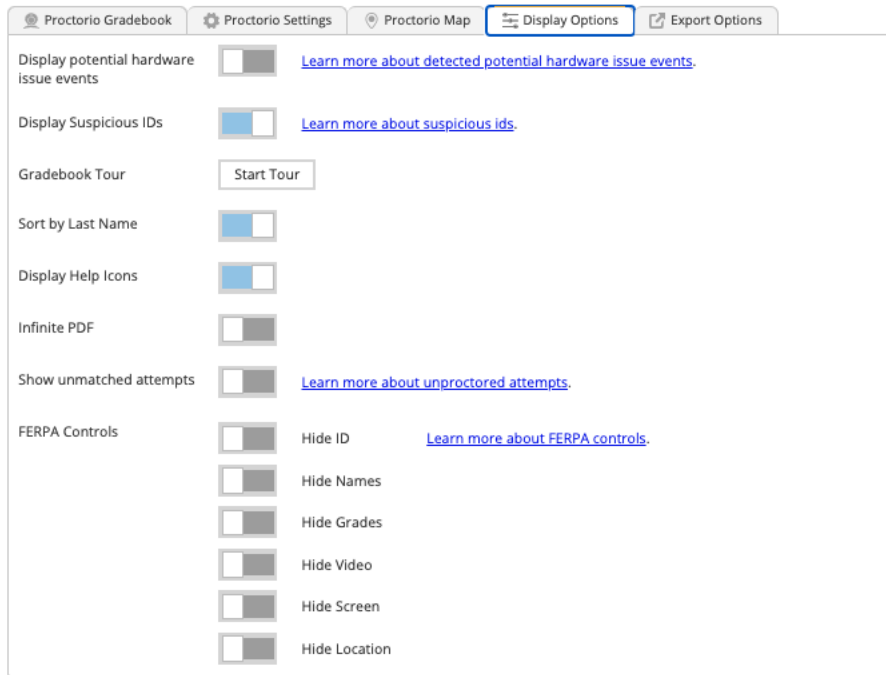 Proctorio Gradebook Proctorio Settings Proctorio Map Display Options Export Options
Display potential hardware
issue events
Learn more about detected potential hardware issue events.
Display Suspicious IDs Learn more about suspicious ids.
Gradebook Tour Start Tour
Sort by Last Name
Display Help Icons
Infinite PDF
Show unmatched attempts Learn more about unproctored attempts.
FERPA Controls Hide ID Learn more about FERPA controls.
Hide Names
Hide Grades
Hide Video
Hide Screen
Hide Location